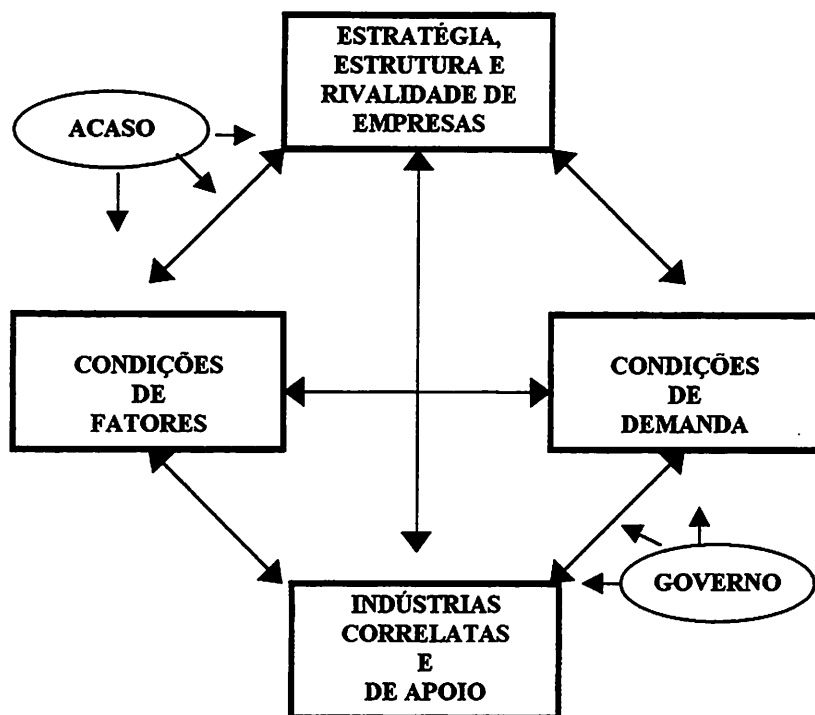 ESTRATÉGIA,
ESTRUTURA E
RIVALIDADE DE
EMPRESAS
ACASO
CONDIÇÕES
DE
FATORES
CONDIÇÕES
DE
DEMANDA
GOVERNO
INDÚSTRIAS
CORRELATAS
E
DE APOIO